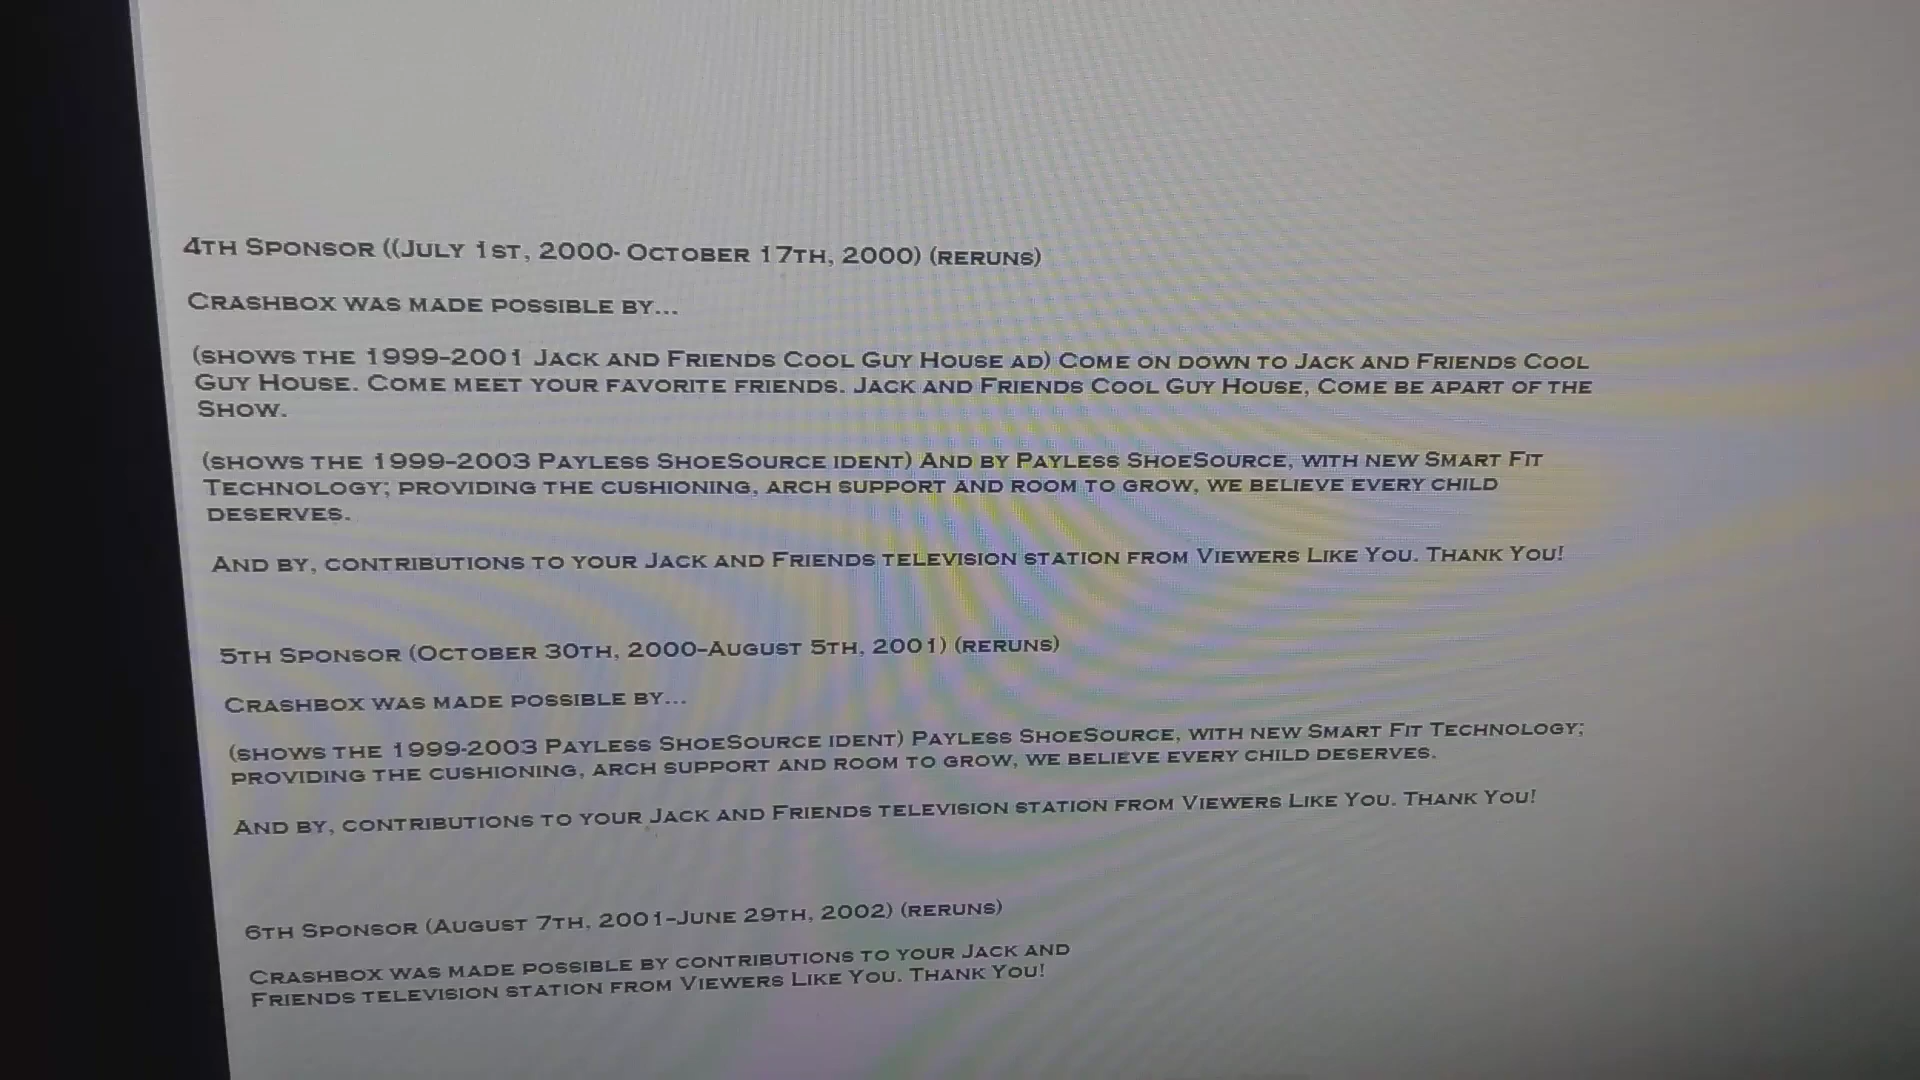 4th Sponsor ((July 1st, 2000- October 17th, 2000) (reruns)
Crashbox was made possible by...
(shows the 1999-2001 Jack and Friends Cool Guy House ad) Come on down to Jack and Friends Cool
Guy House. Come meet your favorite friends. Jack and Friends Cool Guy House, Come be apart of the
Show.
(shows the 1999-2003 Payless ShoeSource ident) And by Payless ShoeSource, with new Smart Fit
Technology; providing the cushioning, arch support and room to grow, we believe every child
deserves.
And by, contributions to your Jack and Friends television station from Viewers Like You. Thank You!
5th Sponsor (October 30th, 2000-August 5th, 2001) (reruns)
Crashbox was made possible by...
(shows the 1999-2003 Payless ShoeSource ident) Payless ShoeSource, with new Smart Fit Technology;
providing the cushioning, arch support and room to grow, we believe every child deserves.
And by, contributions to your Jack and Friends television station from Viewers Like You. Thank You!
6th Sponsor (August 7th, 2001-June 29th, 2002) (reruns)
Crashbox was made possible by contributions to your Jack and
Friends television station from Viewers Like You. Thank You!